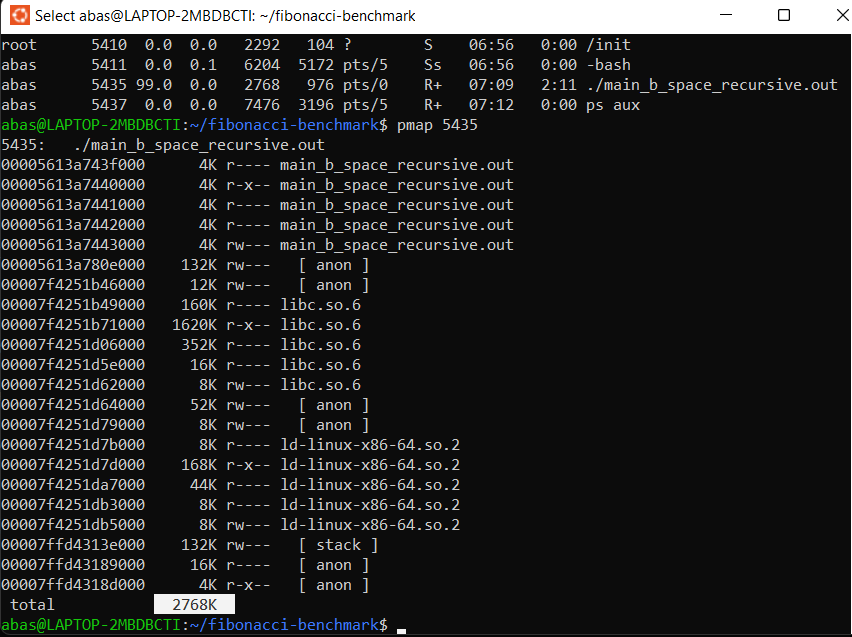 Select abas@LAPTOP-2MBDBCTI: ~/fibonacci-benchmark
root      5410  0.0  0.0   2292   104 ?        S    06:56   0:00 /init
abas      5411  0.0  0.1   6204  5172 pts/5    Ss   06:56   0:00 -bash
abas      5435 99.0  0.0   2768   976 pts/0    R+   07:09   2:11 ./main_b_space_recursive.out
abas      5437  0.0  0.0   7476  3196 pts/5    R+   07:12   0:00 ps aux
abas@LAPTOP-2MBDBCTI:~/fibonacci-benchmark$ pmap 5435
5435:   ./main_b_space_recursive.out
00005613a743f000      4K r---- main_b_space_recursive.out
00005613a7440000      4K r-x-- main_b_space_recursive.out
00005613a7441000      4K r---- main_b_space_recursive.out
00005613a7442000      4K r---- main_b_space_recursive.out
00005613a7443000      4K rw--- main_b_space_recursive.out
00005613a780e000    132K rw---   [ anon ]
00007f4251b46000     12K rw---   [ anon ]
00007f4251b49000    160K r---- libc.so.6
00007f4251b71000   1620K r-x-- libc.so.6
00007f4251d06000    352K r---- libc.so.6
00007f4251d5e000     16K r---- libc.so.6
00007f4251d62000      8K rw--- libc.so.6
00007f4251d64000     52K rw---   [ anon ]
00007f4251d79000      8K rw---   [ anon ]
00007f4251d7b000      8K r---- ld-linux-x86-64.so.2
00007f4251d7d000    168K r-x-- ld-linux-x86-64.so.2
00007f4251da7000     44K r---- ld-linux-x86-64.so.2
00007f4251db3000      8K r---- ld-linux-x86-64.so.2
00007f4251db5000      8K rw--- ld-linux-x86-64.so.2
00007ffd4313e000    132K rw---   [ stack ]
00007ffd43189000     16K r----   [ anon ]
00007ffd4318d000      4K r-x--   [ anon ]
 total             2768K
abas@LAPTOP-2MBDBCTI:~/fibonacci-benchmark$